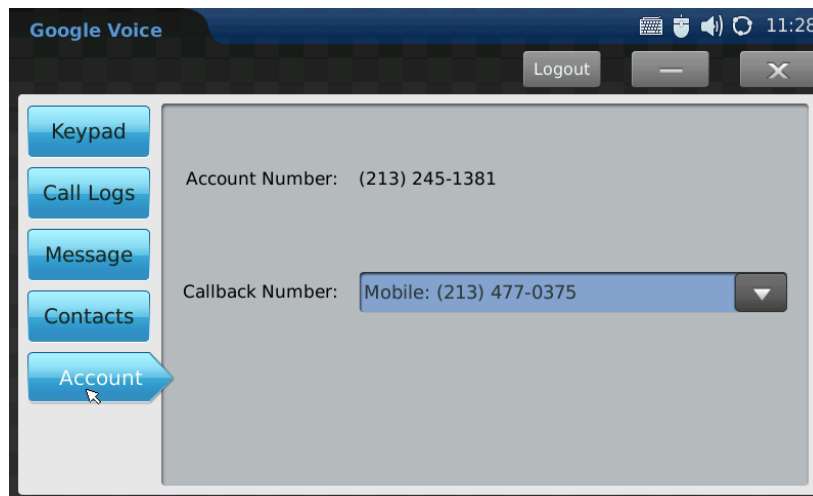 Google Voice
11:28
Logout
Keypad
Call Logs
Message
Contacts
Account
Account Number: (213) 245-1381
Callback Number: Mobile: (213) 477-0375